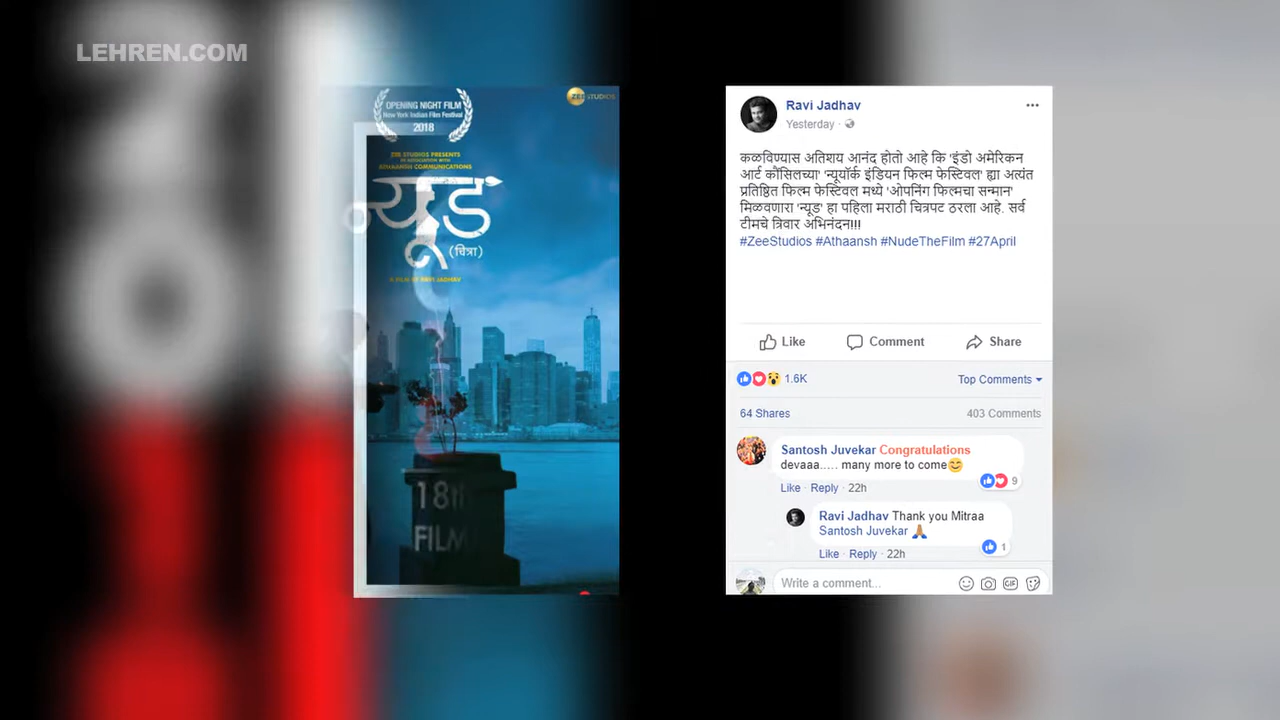 LEHREN.COM
OPENING NIGHT FILM
New York Indian Film Festival
2018
ZEE STUDIOS
ZEE STUDIOS PRESENTS
IN ASSOCIATION WITH
ATHAANSH COMMUNICATIONS
न्यूड
(चित्रा)
A FILM BY RAVI JADHAV
18th
FILM
Ravi Jadhav
Yesterday ·
कळविण्यास अतिशय आनंद होतो आहे कि 'इंडो अमेरिकन
आर्ट कौंसिलच्या' 'न्यूयॉर्क इंडियन फिल्म फेस्टिवल' ह्या अत्यंत
प्रतिष्ठित फिल्म फेस्टिवल मध्ये 'ओपनिंग फिल्मचा सन्मान'
मिळवणारा 'न्यूड' हा पहिला मराठी चित्रपट ठरला आहे. सर्व
टीमचे त्रिवार अभिनंदन!!!
#ZeeStudios #Athaansh #NudeTheFilm #27April
Like Comment Share
1.6K Top Comments
64 Shares 403 Comments
Santosh Juvekar Congratulations
devaaa..... many more to come😊
9
Like · Reply · 22h
Ravi Jadhav Thank you Mitraa
Santosh Juvekar 🙏🏽
1
Like · Reply · 22h
Write a comment...
GIF